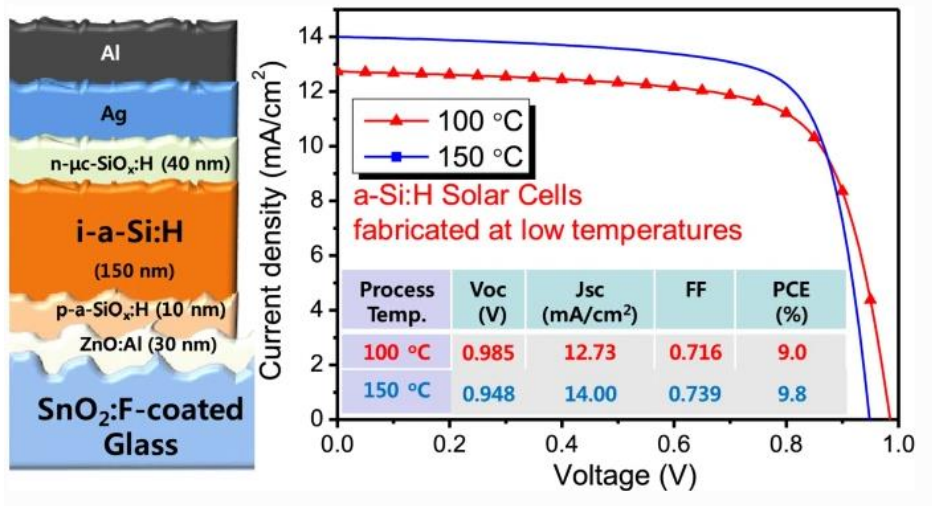 Al
Ag
n-μc-SiOₓ:H (40 nm)
i-a-Si:H
(150 nm)
p-a-SiOₓ:H (10 nm)
ZnO:Al (30 nm)
SnO₂:F-coated
Glass
Current density (mA/cm²)
14
12
10
8
6
4
2
0
100 °C
150 °C
a-Si:H Solar Cells
fabricated at low temperatures
Process Temp. Voc (V) Jsc (mA/cm²) FF PCE (%)
100 °C 0.985 12.73 0.716 9.0
150 °C 0.948 14.00 0.739 9.8
0.0 0.2 0.4 0.6 0.8 1.0
Voltage (V)